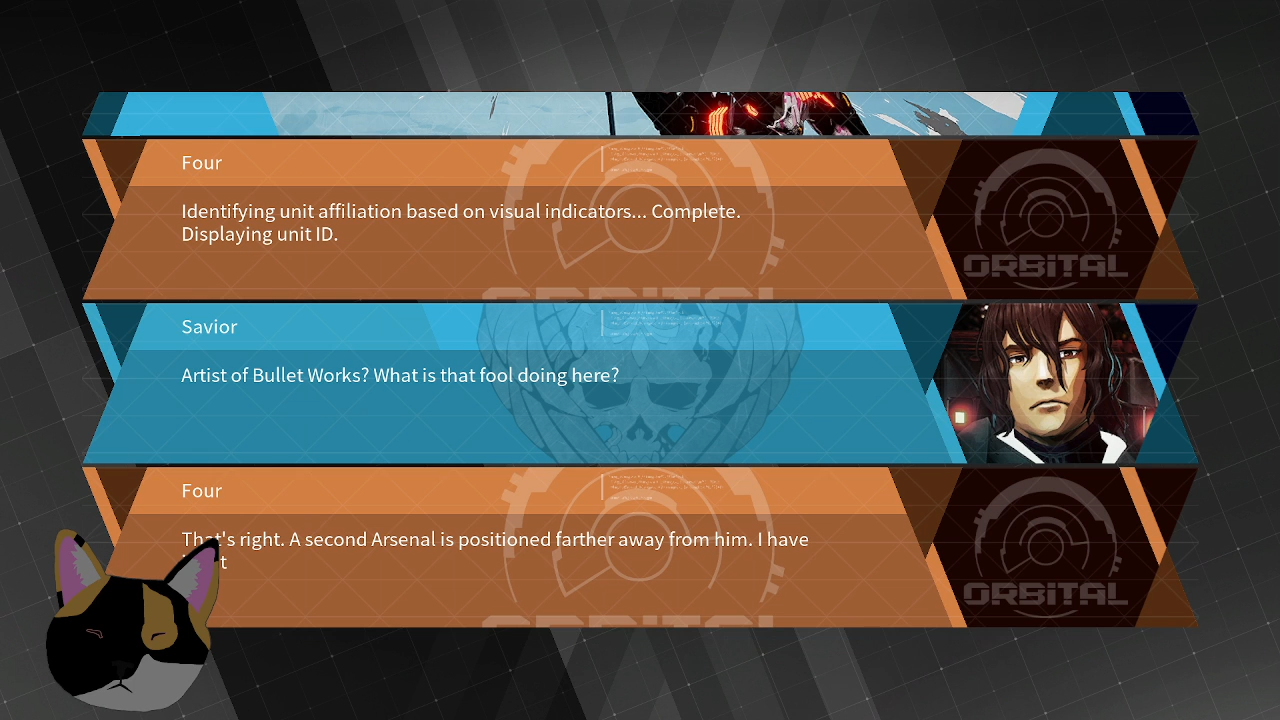 Four
Identifying unit affiliation based on visual indicators... Complete.
Displaying unit ID.
ORBITAL
Savior
Artist of Bullet Works? What is that fool doing here?
Four
That's right. A second Arsenal is positioned farther away from him. I have
ORBITAL